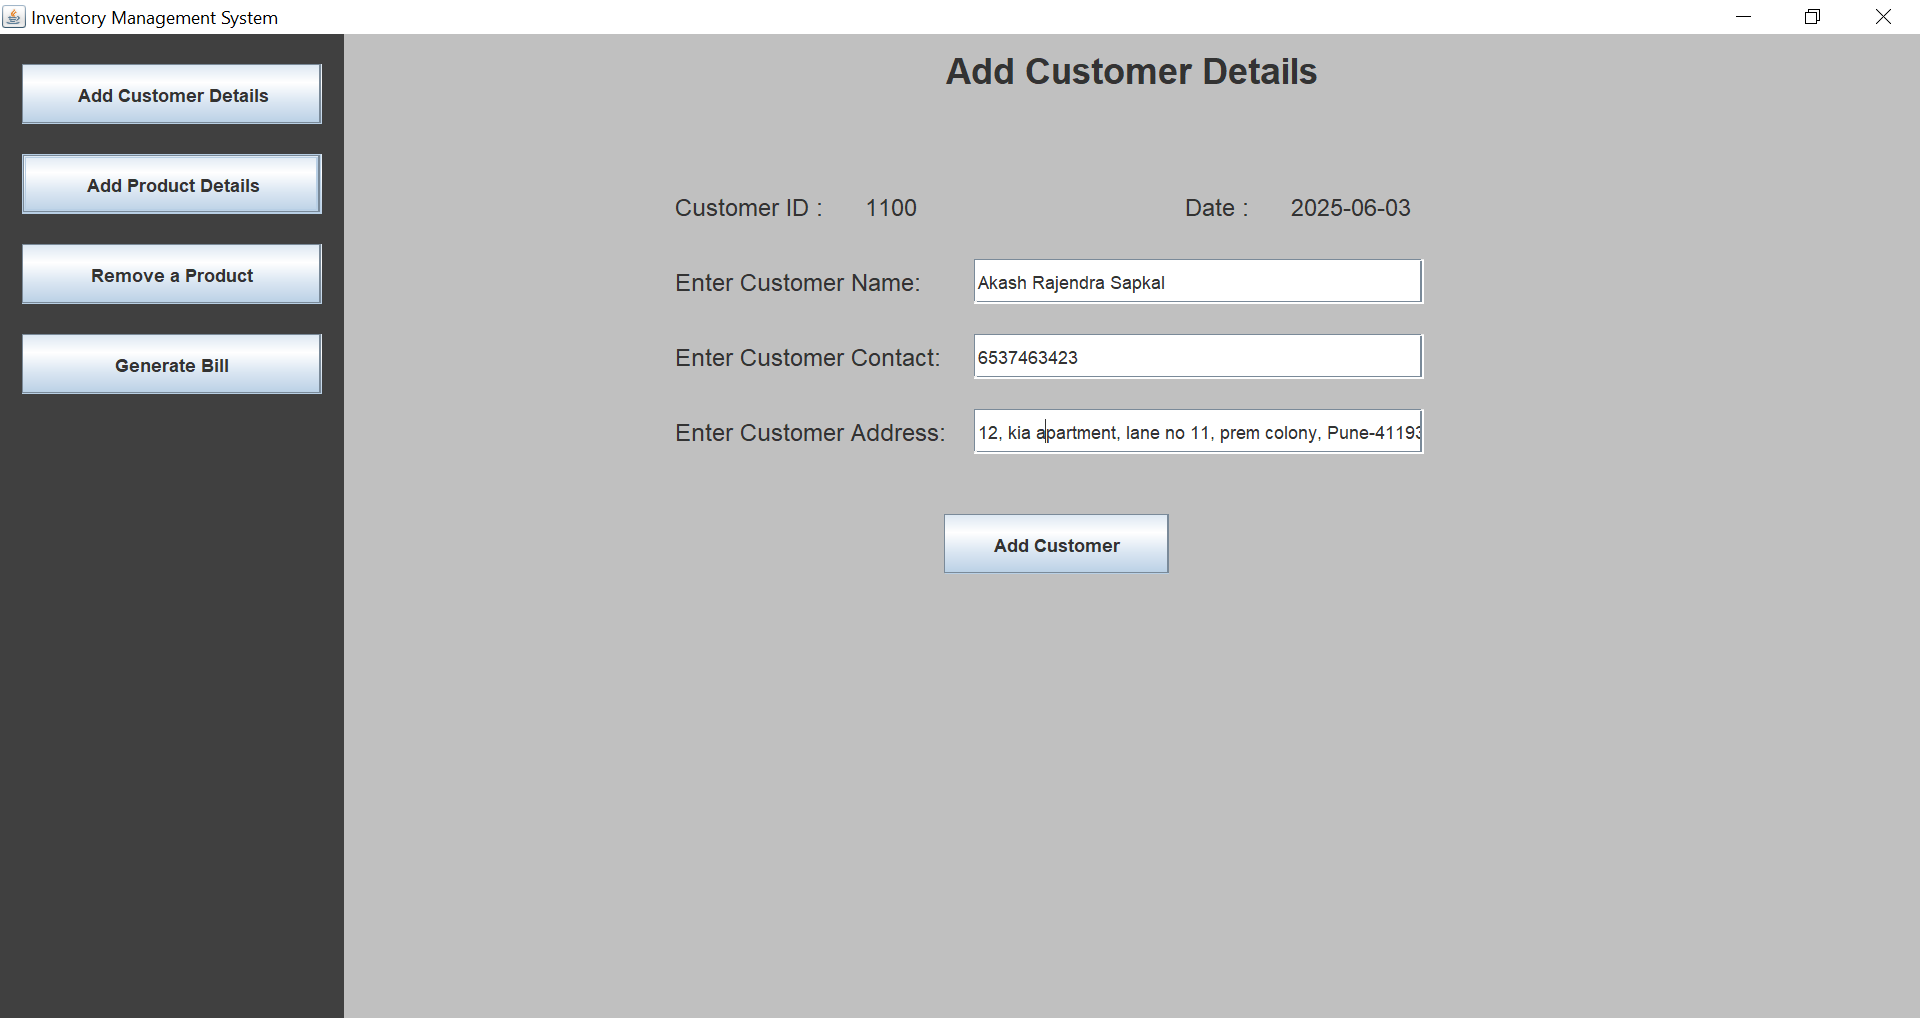 Inventory Management System
Add Customer Details
Add Product Details
Remove a Product
Generate Bill
Add Customer Details
Customer ID : 1100 Date : 2025-06-03
Enter Customer Name: Akash Rajendra Sapkal
Enter Customer Contact: 6537463423
Enter Customer Address: 12, kia apartment, lane no 11, prem colony, Pune-41193
Add Customer